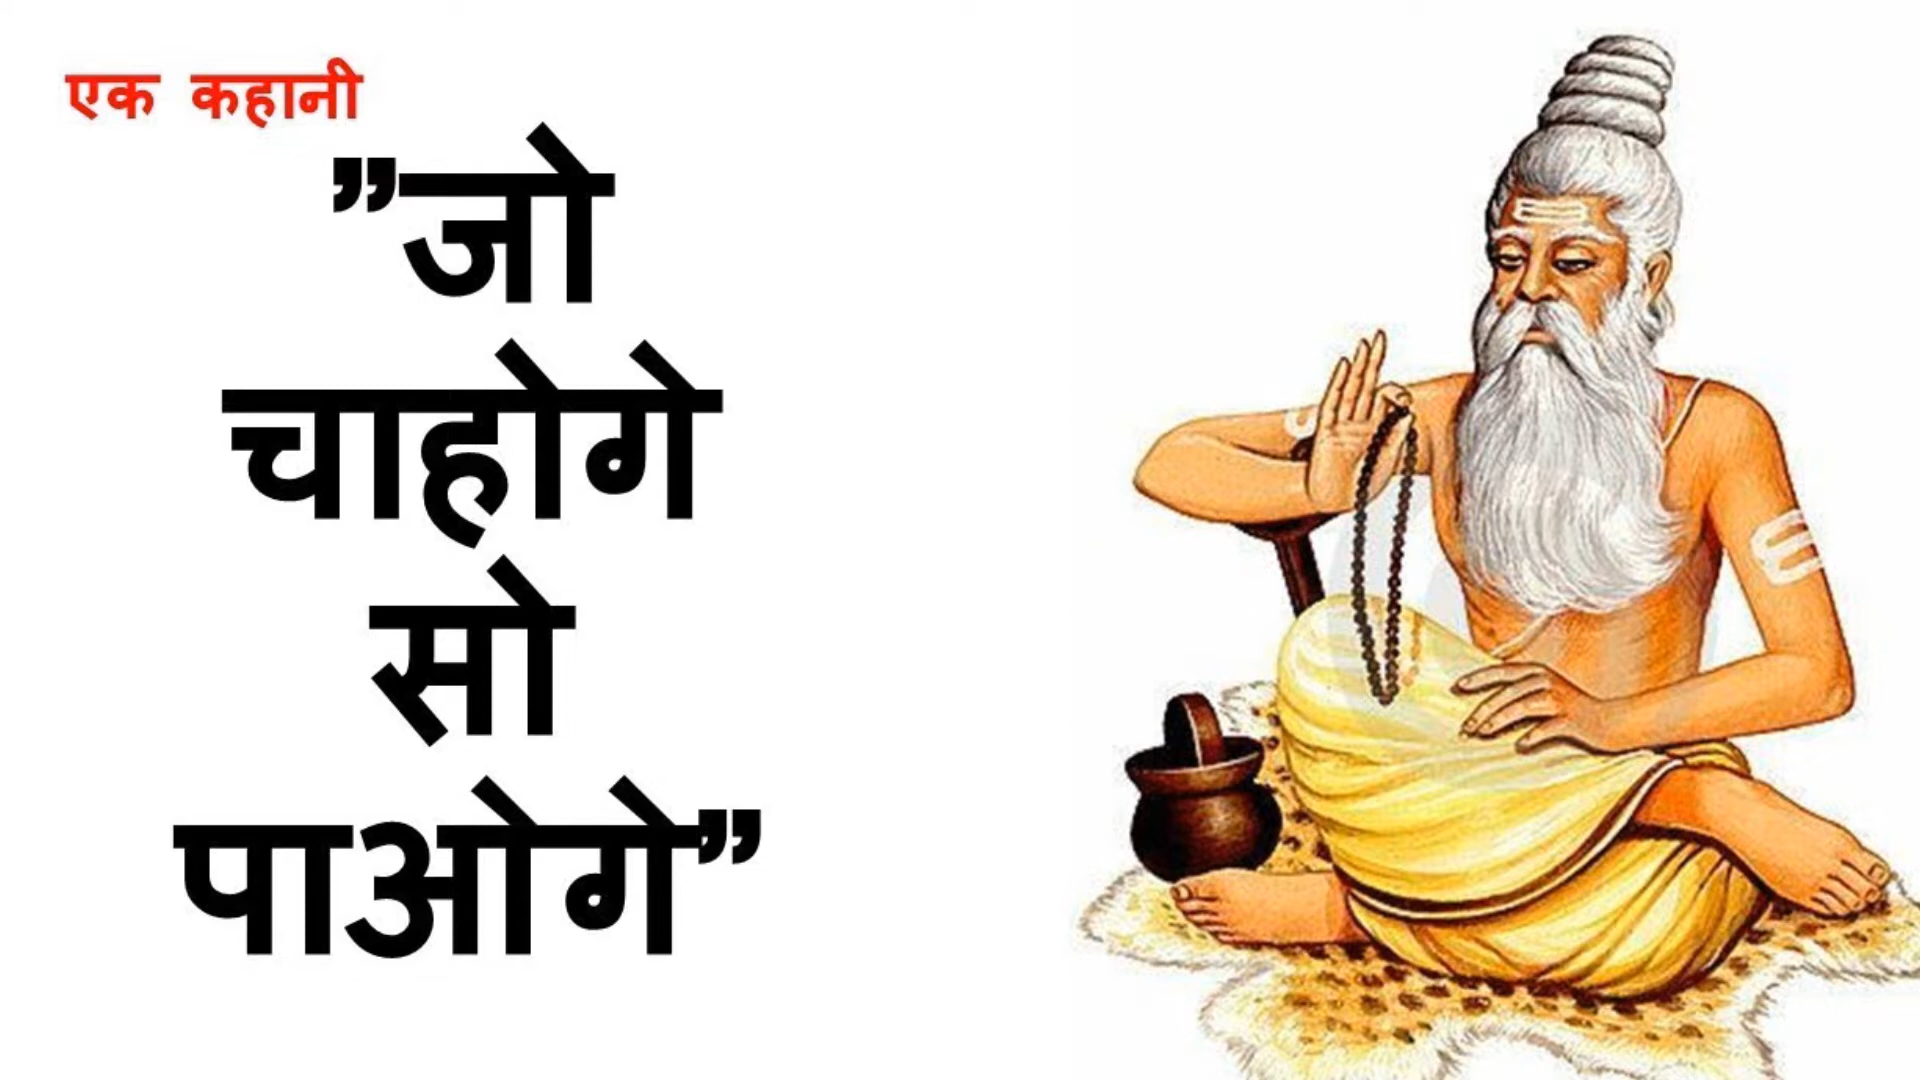 एक कहानी
”जो
चाहोगे
सो
पाओगे”